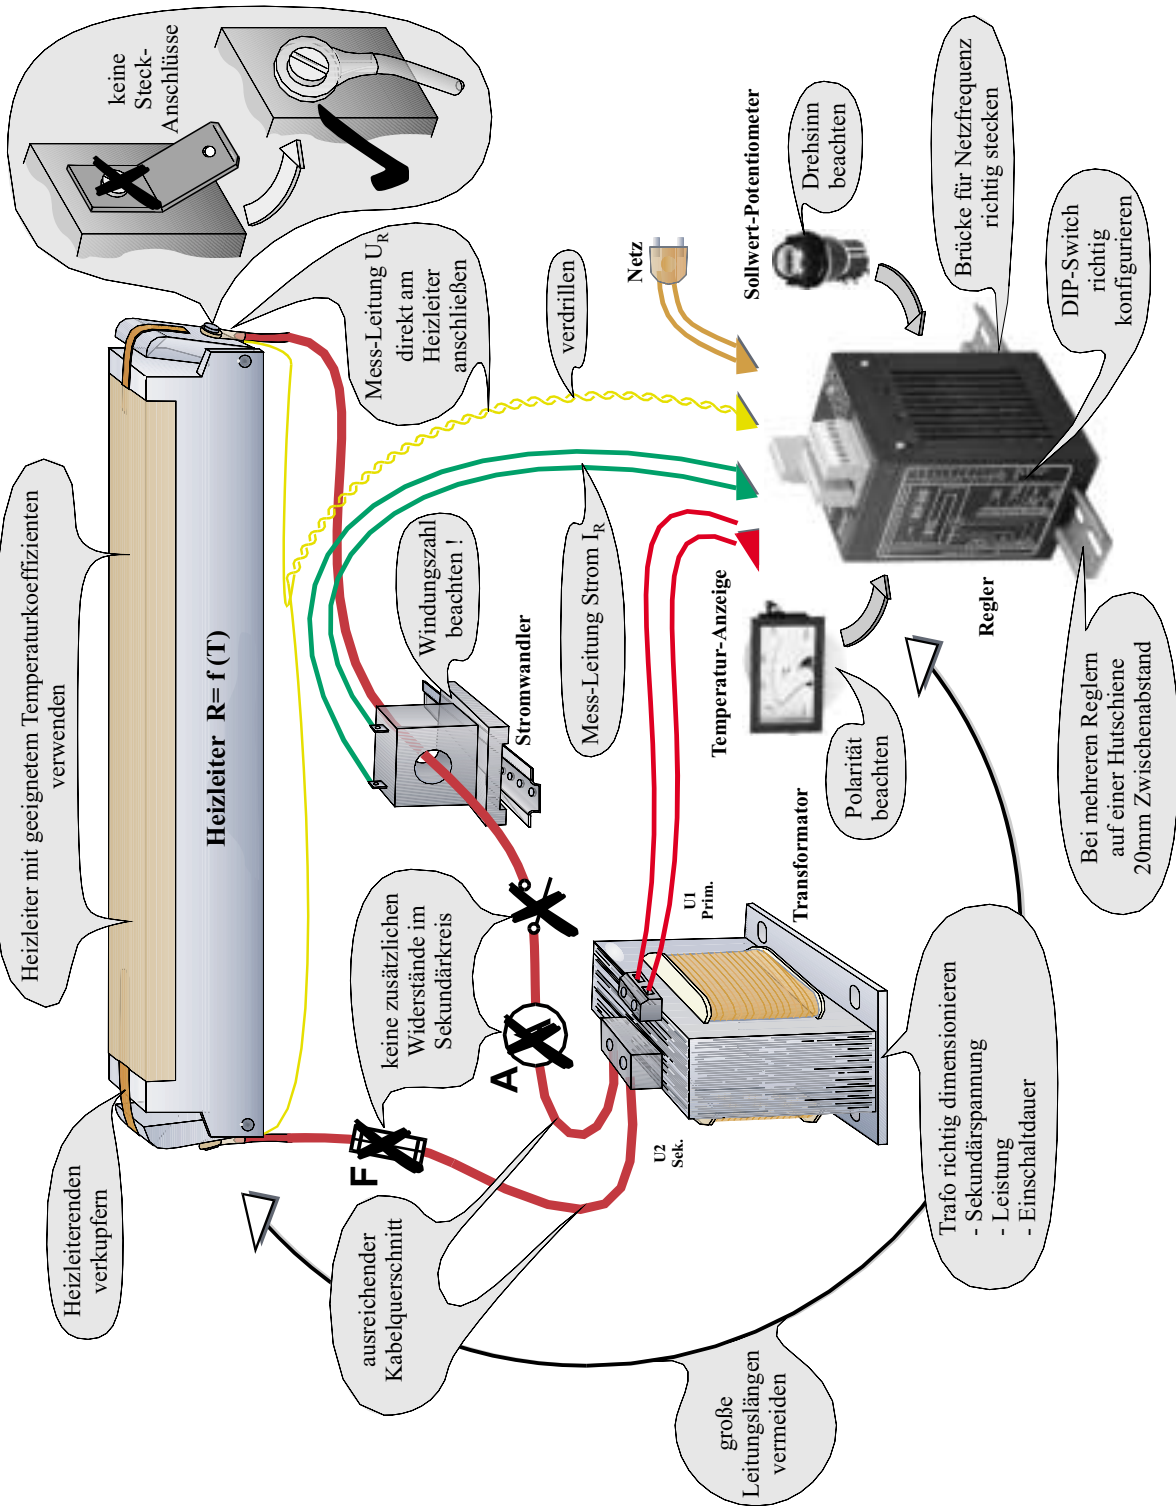 Heizleiterenden
verkupfern
Heizleiter mit geeignetem Temperaturkoeffizienten
verwenden
keine
Steck-
Anschlüsse
Heizleiter R= f (T)
Mess-Leitung U_R
direkt am
Heizleiter
anschließen
ausreichender
Kabelquerschnitt
F
keine zusätzlichen
Widerstände im
Sekundärkreis
A
Windungszahl
beachten !
Stromwandler
verdrillen
Mess-Leitung Strom I_R
Netz
große
Leitungslängen
vermeiden
U2
Sek.
U1
Prim.
Transformator
Temperatur-Anzeige
Sollwert-Potentiometer
Polarität
beachten
Drehsinn
beachten
Trafo richtig dimensionieren
- Sekundärspannung
- Leistung
- Einschaltdauer
Regler
Brücke für Netzfrequenz
richtig stecken
DIP-Switch
richtig
konfigurieren
Bei mehreren Reglern
auf einer Hutschiene
20mm Zwischenabstand